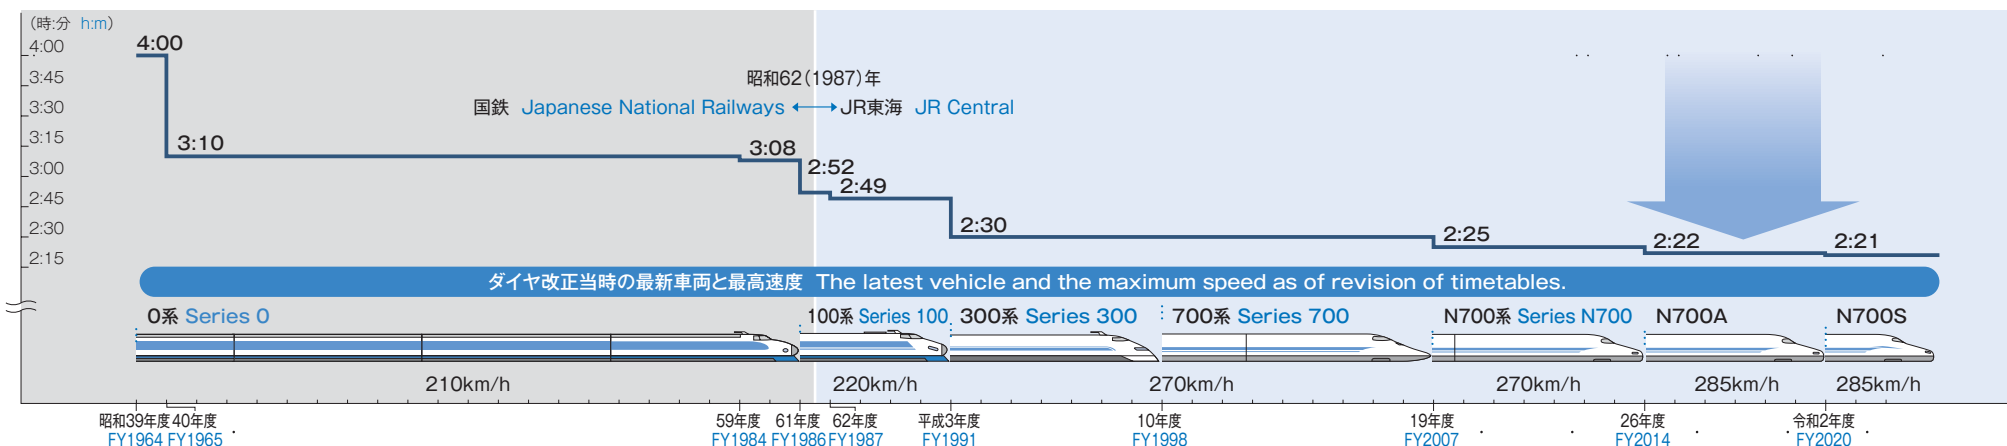 (時:分 h:m)
4:00
3:45
3:30
3:15
3:00
2:45
2:30
2:15
4:00
3:10
3:08
2:52
2:49
2:30
2:25
2:22
2:21
昭和62(1987)年
国鉄 Japanese National Railways JR東海 JR Central
ダイヤ改正当時の最新車両と最高速度 The latest vehicle and the maximum speed as of revision of timetables.
0系 Series 0
100系 Series 100
300系 Series 300
700系 Series 700
N700系 Series N700
N700A
N700S
210km/h
220km/h
270km/h
270km/h
285km/h
285km/h
昭和39年度 40年度 59年度 61年度 62年度 平成3年度 10年度 19年度 26年度 令和2年度
FY1964 FY1965 FY1984 FY1986 FY1987 FY1991 FY1998 FY2007 FY2014 FY2020